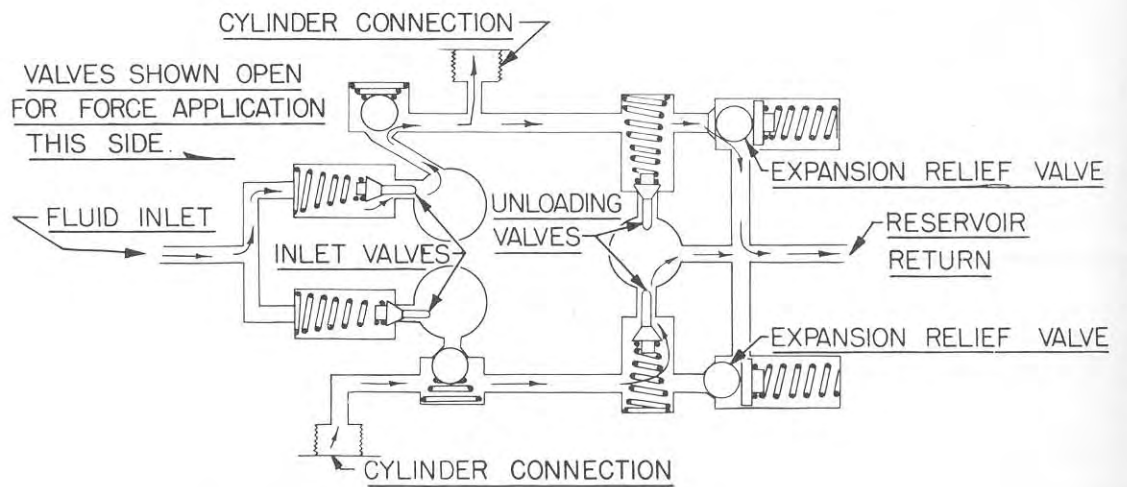 CYLINDER CONNECTION
VALVES SHOWN OPEN
FOR FORCE APPLICATION
THIS SIDE.
EXPANSION RELIEF VALVE
FLUID INLET
UNLOADING
VALVES
INLET VALVES
RESERVOIR
RETURN
EXPANSION RELIEF VALVE
CYLINDER CONNECTION